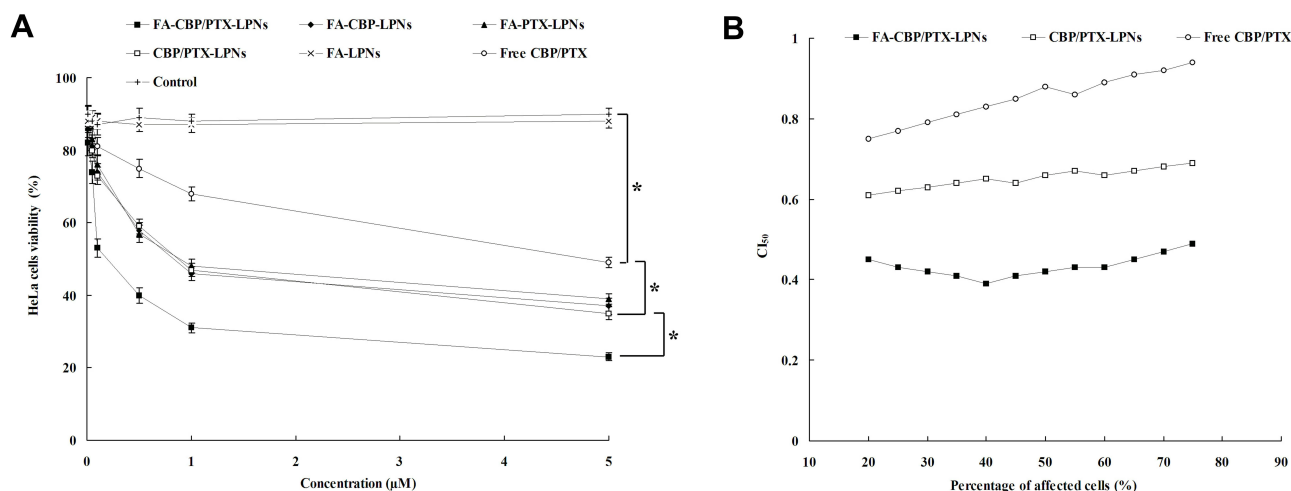 A
FA-CBP/PTX-LPNs FA-CBP-LPNs FA-PTX-LPNs
CBP/PTX-LPNs FA-LPNs Free CBP/PTX
Control
HeLa cells viability (%)
100
80
60
40
20
0
0 1 2 3 4 5
Concentration (µM)
*
*
*
B
FA-CBP/PTX-LPNs CBP/PTX-LPNs Free CBP/PTX
CI50
1
0.8
0.6
0.4
0.2
10 20 30 40 50 60 70 80 90
Percentage of affected cells (%)